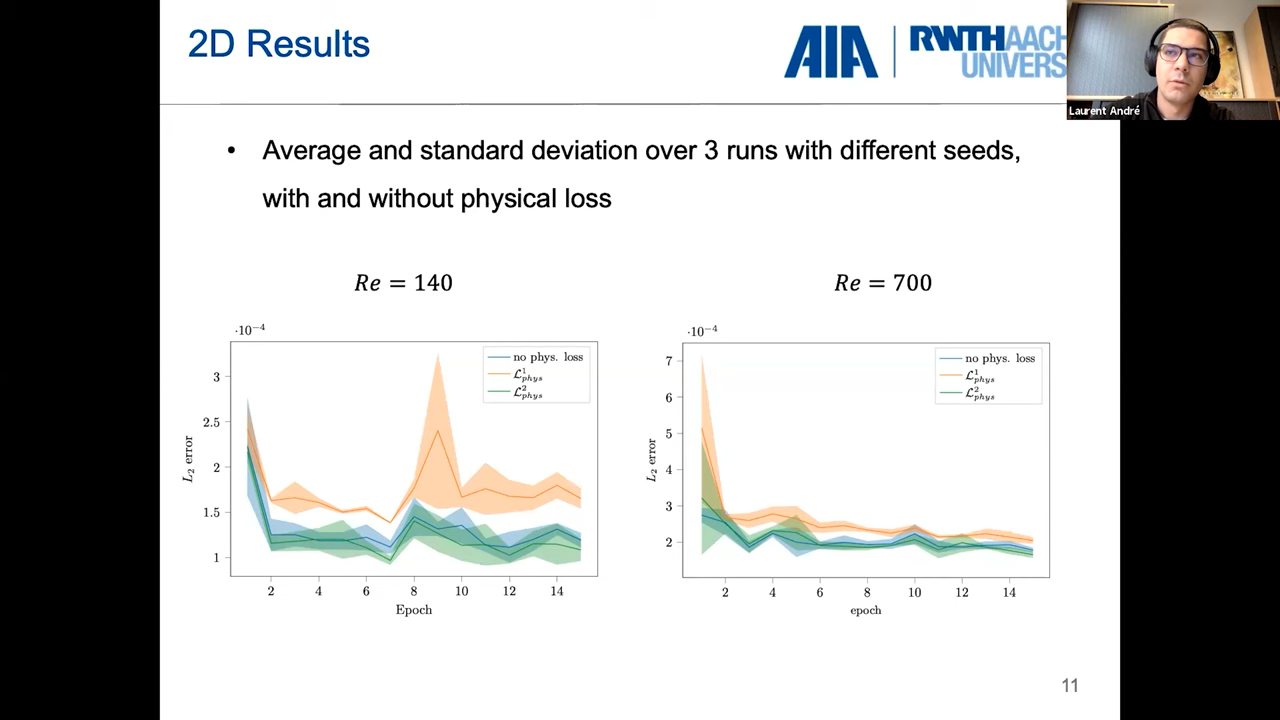 2D Results
AIA
RWTHAACH
UNIVERS
Laurent André
• Average and standard deviation over 3 runs with different seeds,
with and without physical loss
Re = 140
Re = 700
·10⁻⁴
no phys. loss
ℒ¹phys
ℒ²phys
3
2.5
2
1.5
1
L₂ error
2 4 6 8 10 12 14
Epoch
·10⁻⁴
no phys. loss
ℒ¹phys
ℒ²phys
7
6
5
4
3
2
L₂ error
2 4 6 8 10 12 14
epoch
11